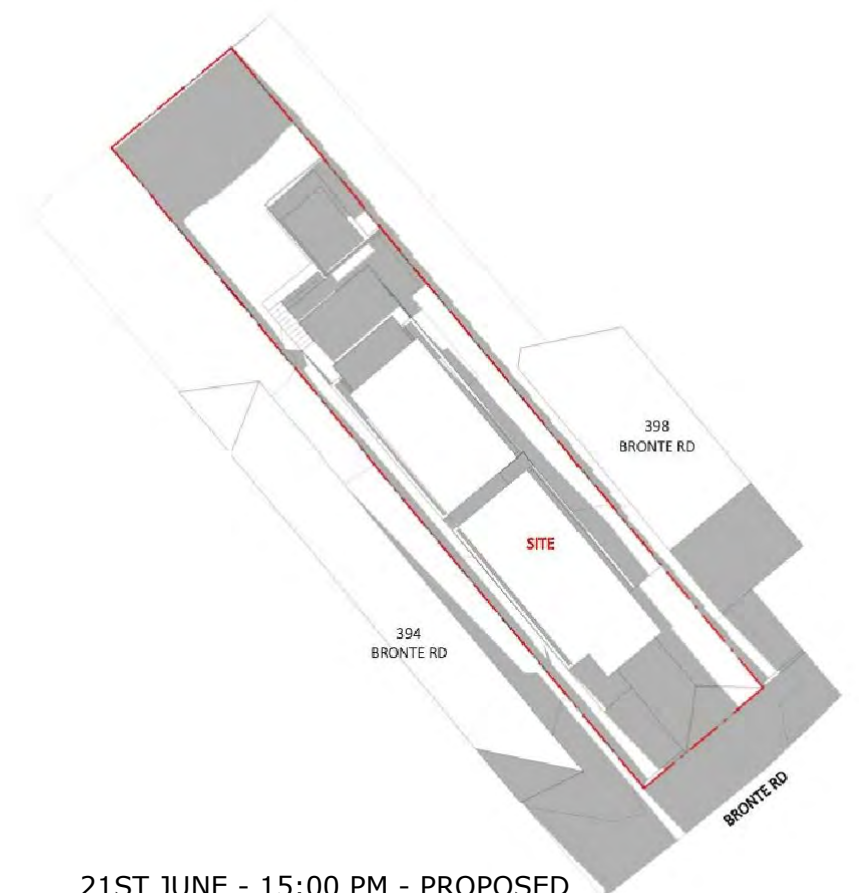 398
BRONTE RD
SITE
394
BRONTE RD
BRONTE RD
21ST JUNE - 15:00 PM - PROPOSED